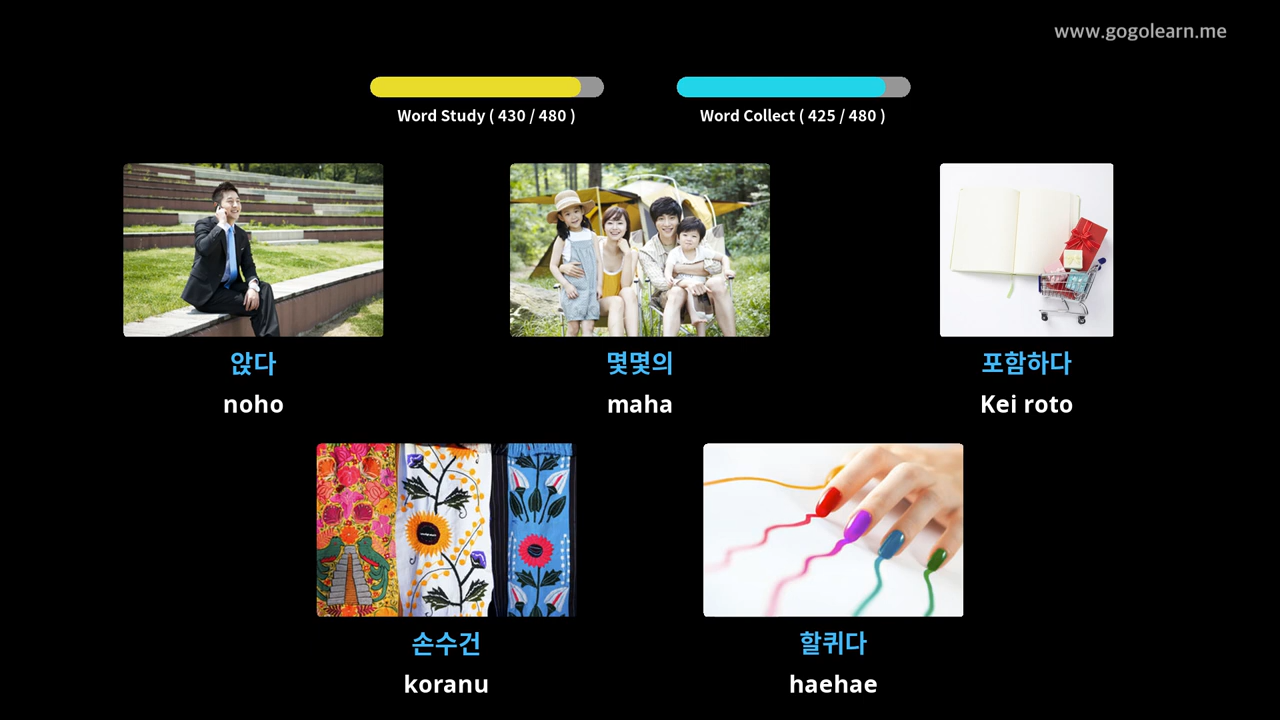 www.gogolearn.me
Word Study ( 430 / 480 )
Word Collect ( 425 / 480 )
앉다
noho
몇몇의
maha
포함하다
Kei roto
손수건
koranu
할퀴다
haehae